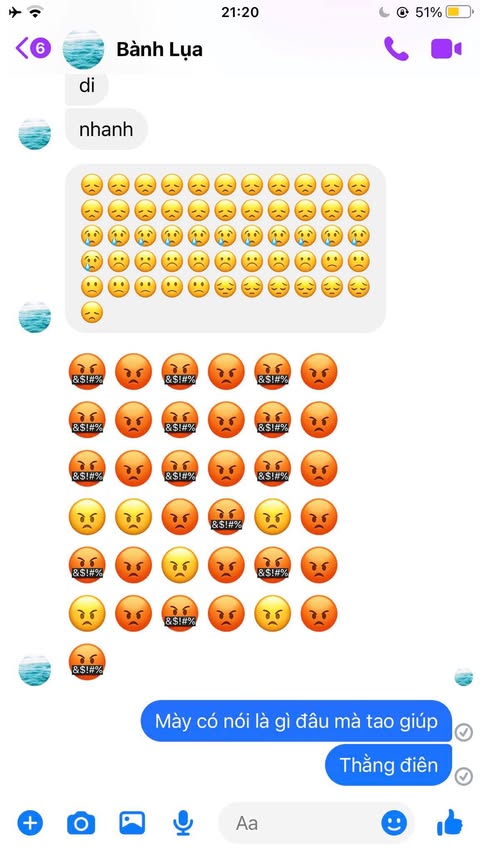 21:20
51%
6
Bành Lụa
di
nhanh
Mày có nói là gì đâu mà tao giúp
Thằng điên
Aa